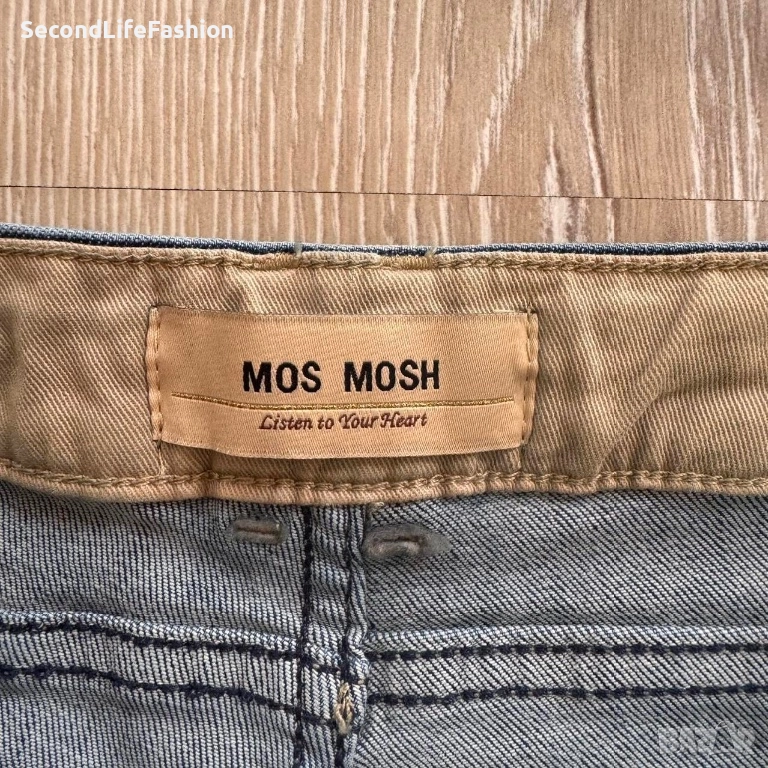 SecondLifeFashion
MOS MOSH
Listen to Your Heart